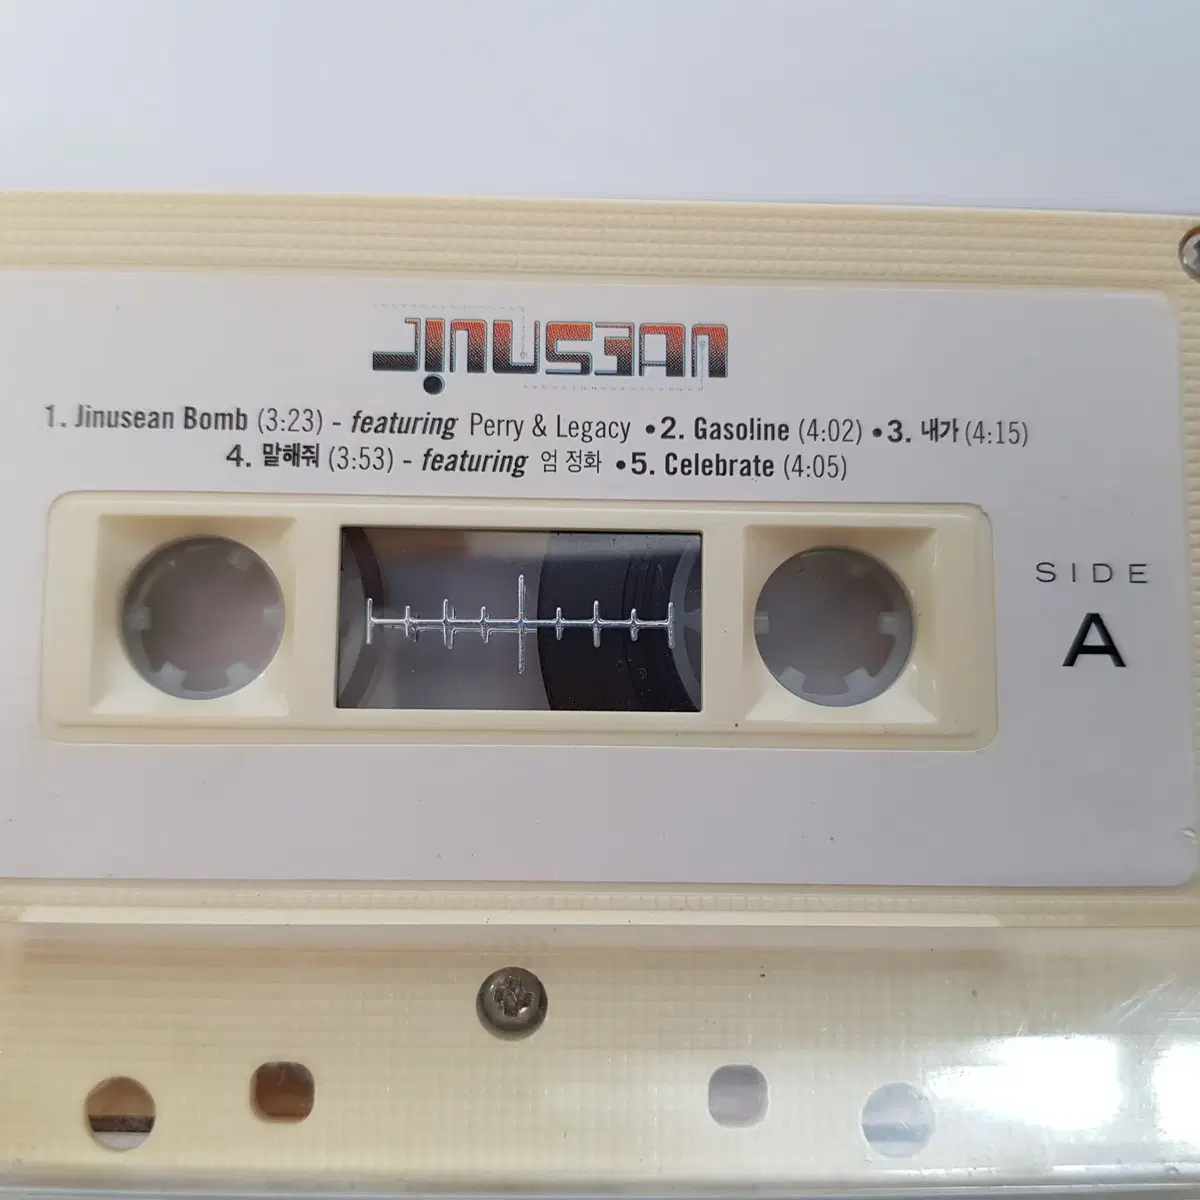 JINUSEAN
1. Jinusean Bomb (3:23) - featuring Perry & Legacy •2. Gasoline (4:02) •3. 내가 (4:15)
4. 말해줘 (3:53) - featuring 엄 정화 •5. Celebrate (4:05)
SIDE
A